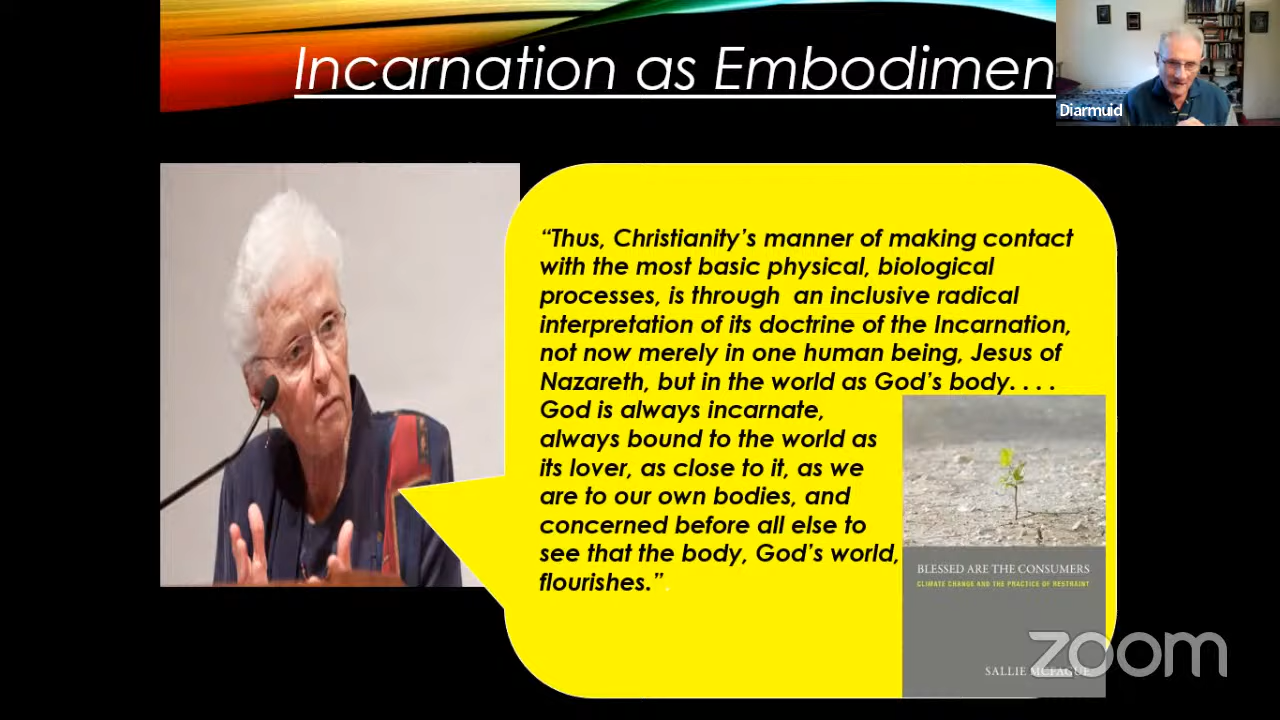 Incarnation as Embodimen
Diarmuid
“Thus, Christianity’s manner of making contact
with the most basic physical, biological
processes, is through an inclusive radical
interpretation of its doctrine of the Incarnation,
not now merely in one human being, Jesus of
Nazareth, but in the world as God’s body. . . .
God is always incarnate,
always bound to the world as
its lover, as close to it, as we
are to our own bodies, and
concerned before all else to
see that the body, God’s world,
flourishes.”.
BLESSED ARE THE CONSUMERS
CLIMATE CHANGE AND THE PRACTICE OF RESTRAINT
SALLIE MCFAGUE
zoom